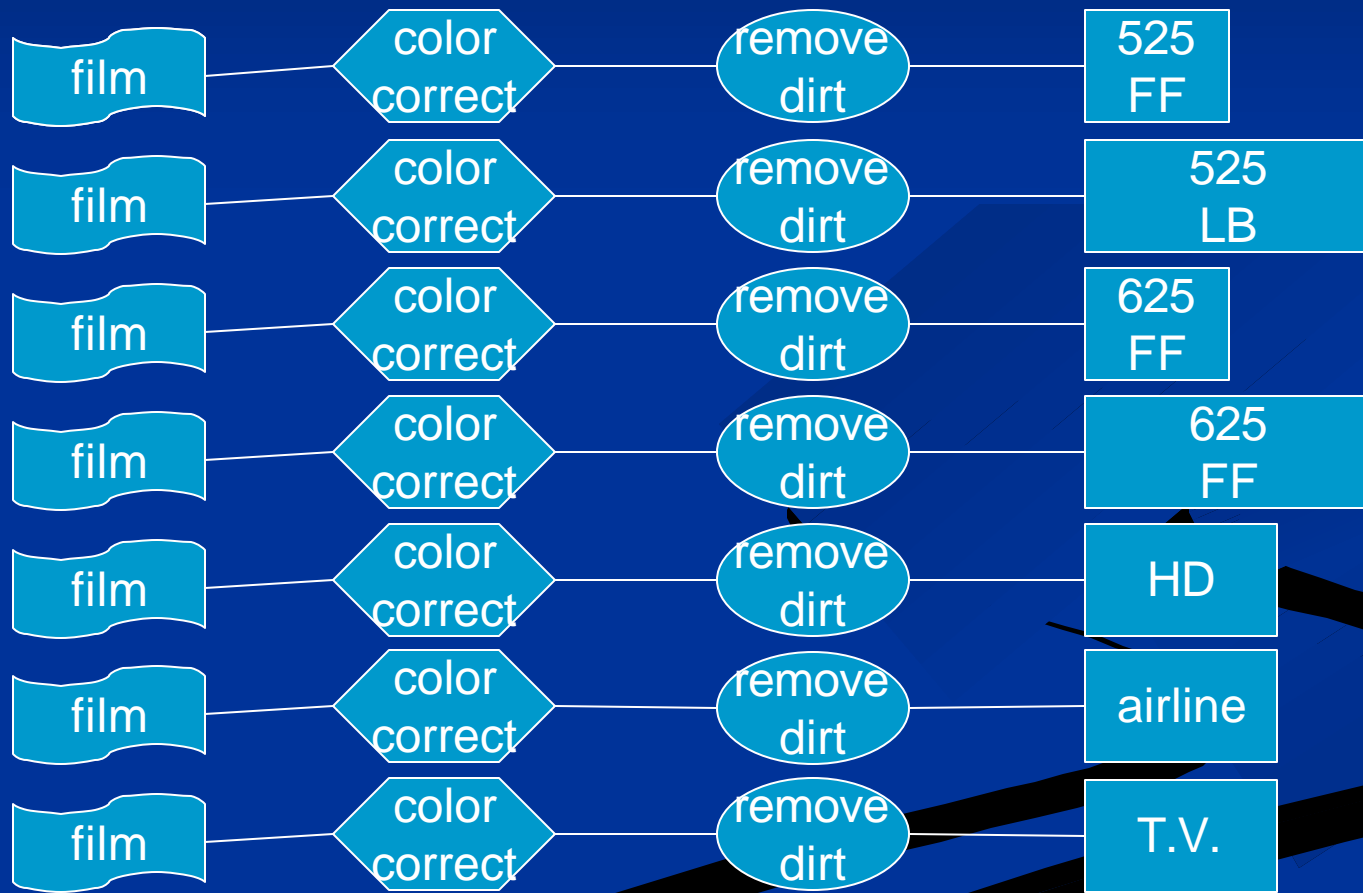 film
color
correct
remove
dirt
525
FF
film
color
correct
remove
dirt
525
LB
film
color
correct
remove
dirt
625
FF
film
color
correct
remove
dirt
625
FF
film
color
correct
remove
dirt
HD
film
color
correct
remove
dirt
airline
film
color
correct
remove
dirt
T.V.